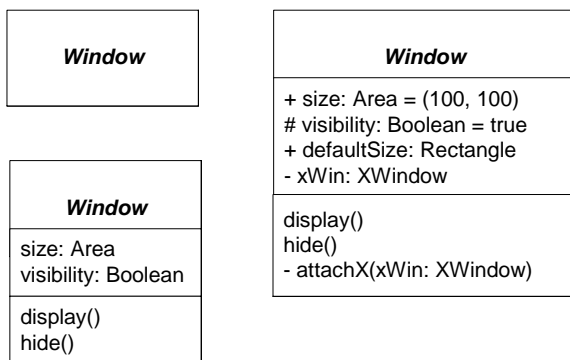 Window
Window
size: Area
visibility: Boolean
display()
hide()
Window
+ size: Area = (100, 100)
# visibility: Boolean = true
+ defaultSize: Rectangle
- xWin: XWindow
display()
hide()
- attachX(xWin: XWindow)